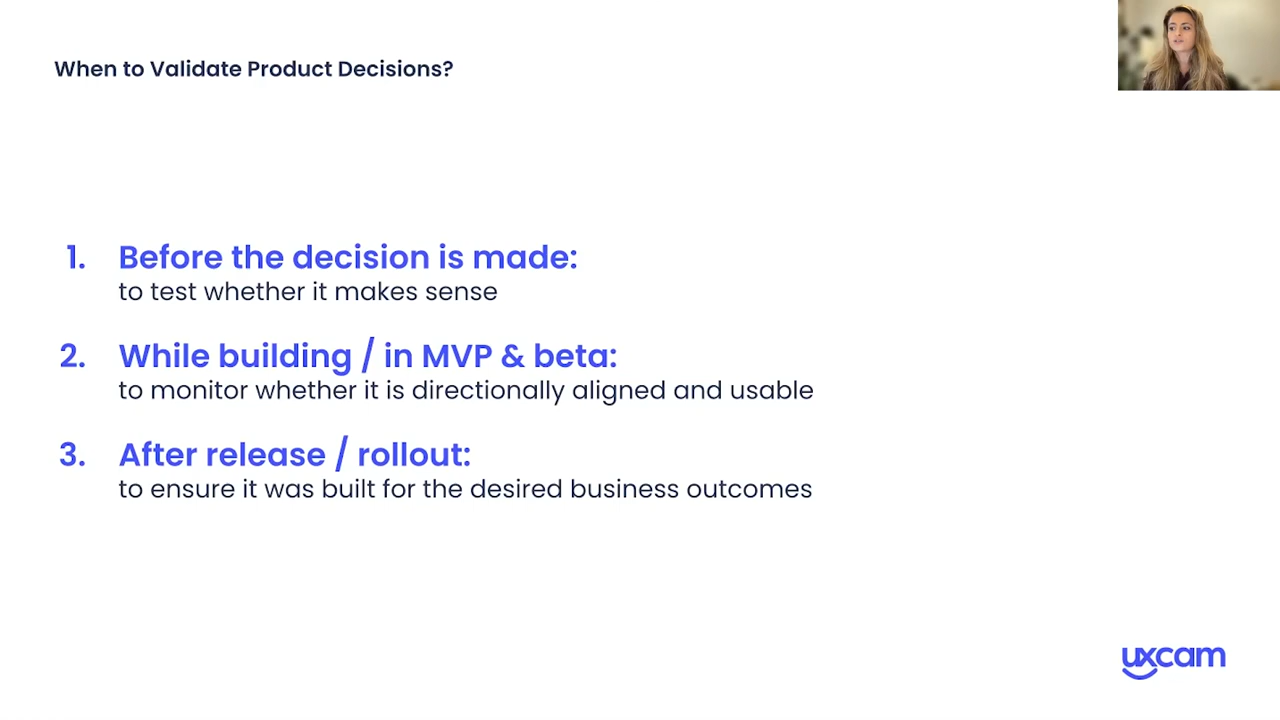 When to Validate Product Decisions?
1. Before the decision is made:
to test whether it makes sense
2. While building / in MVP & beta:
to monitor whether it is directionally aligned and usable
3. After release / rollout:
to ensure it was built for the desired business outcomes
uxcam